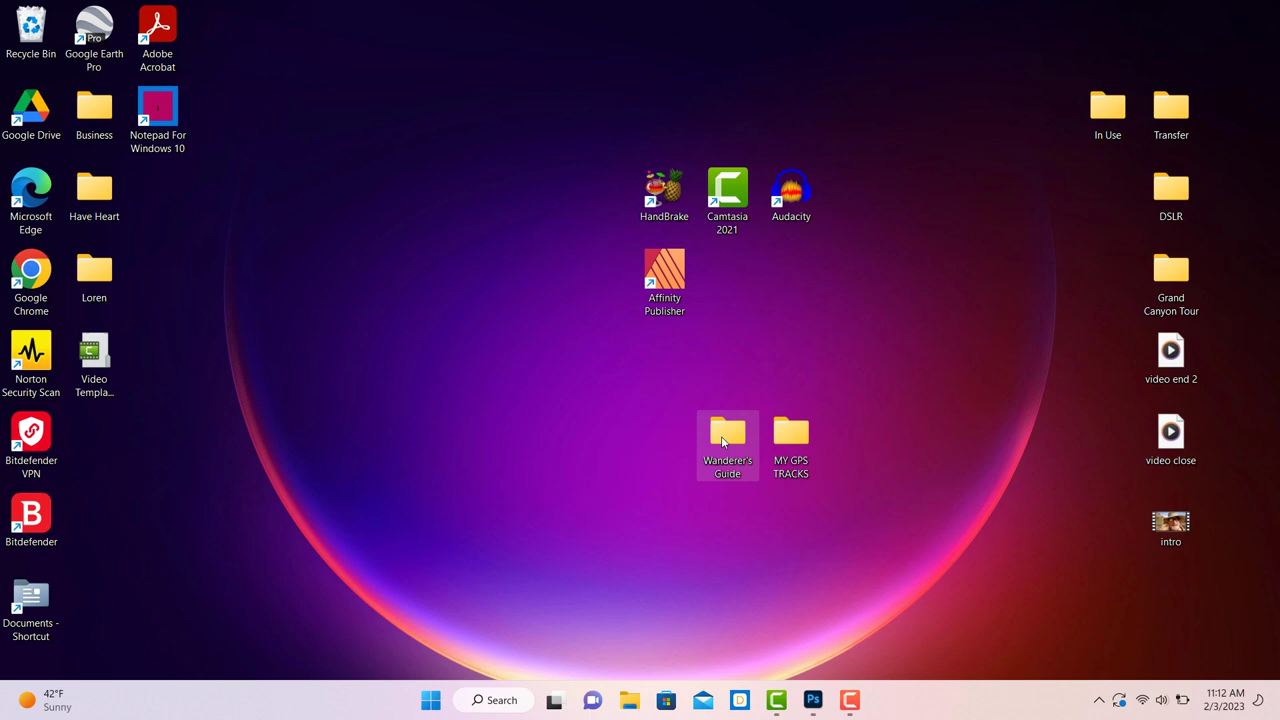 Recycle Bin
Google Earth
Pro
Pro
Adobe
Acrobat
Google Drive
Business
Notepad For
Windows 10
Microsoft
Edge
Have Heart
Google
Chrome
Loren
Norton
Security Scan
Video
Templa...
Bitdefender
VPN
B
Bitdefender
Documents -
Shortcut
HandBrake
Camtasia
2021
Audacity
Affinity
Publisher
Wanderer's
Guide
MY GPS
TRACKS
In Use
Transfer
DSLR
Grand
Canyon Tour
video end 2
video close
intro
42°F
Sunny
Search
D
Ps
11:12 AM
2/3/2023